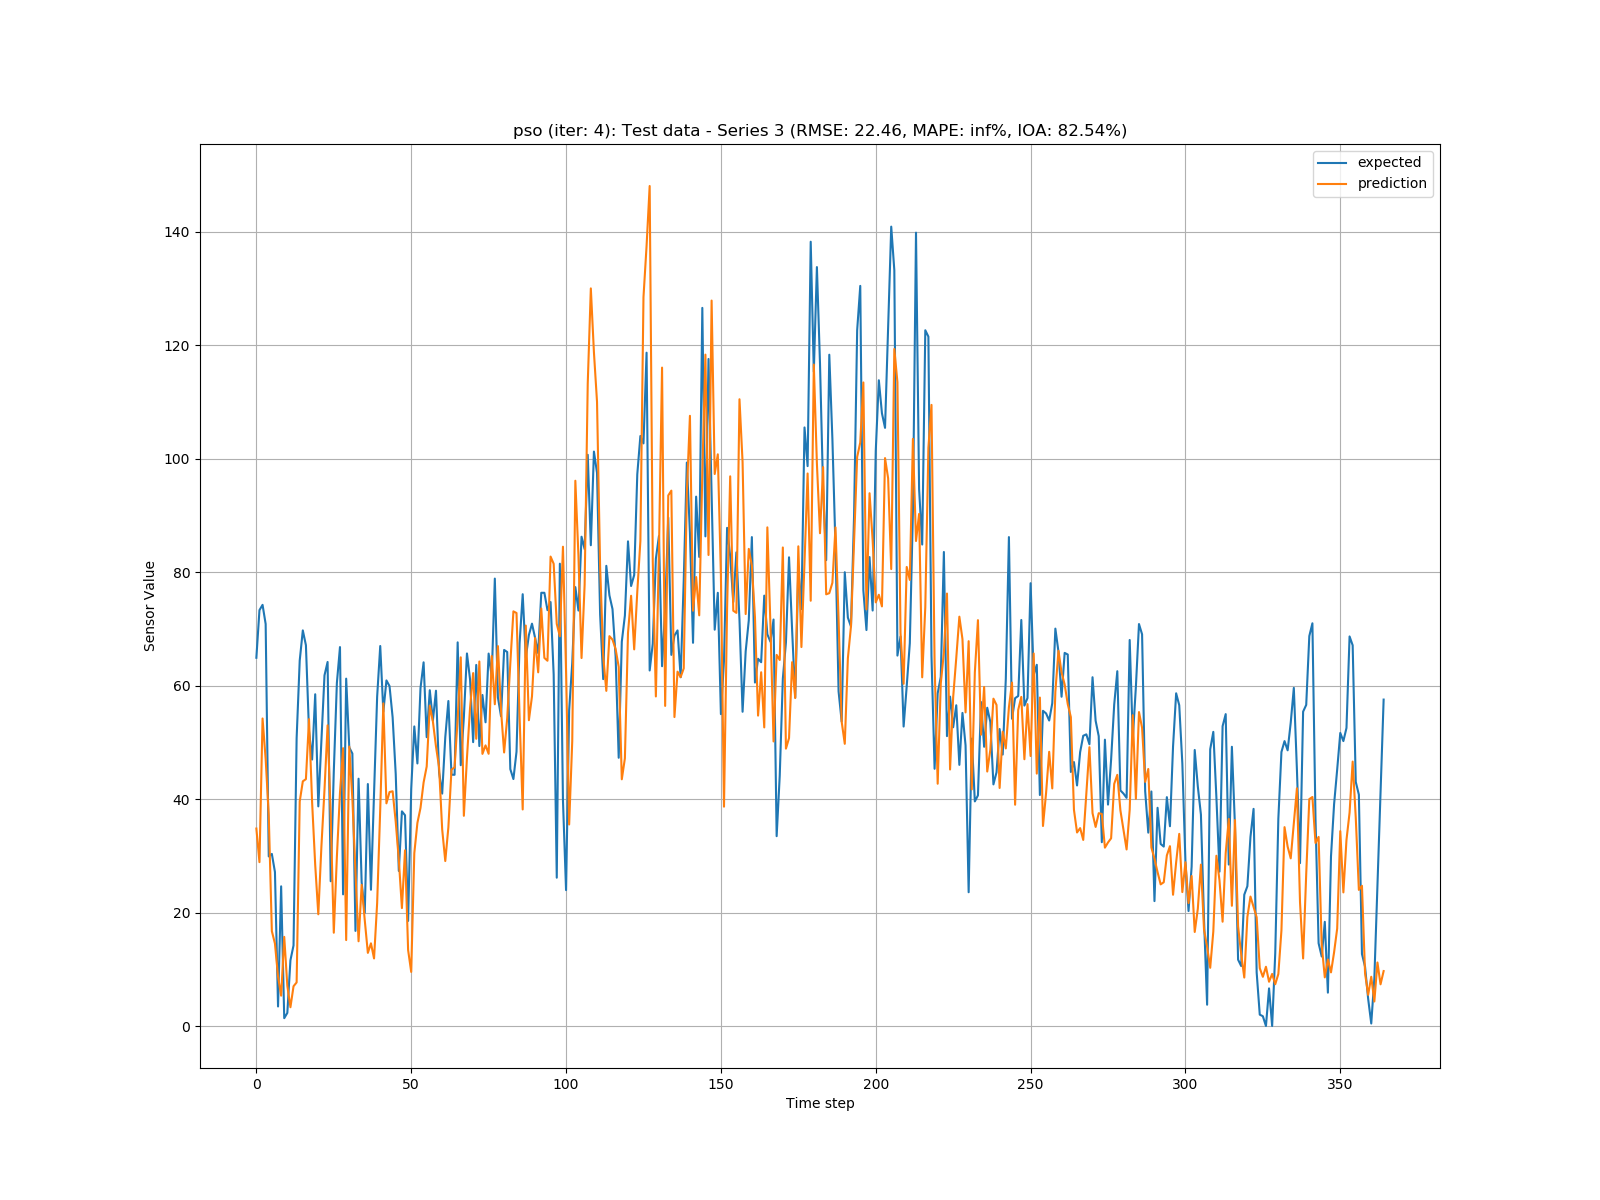 pso (iter: 4): Test data - Series 3 (RMSE: 22.46, MAPE: inf%, IOA: 82.54%)
expected
prediction
140
120
100
80
60
40
20
0
Sensor Value
0 50 100 150 200 250 300 350
Time step